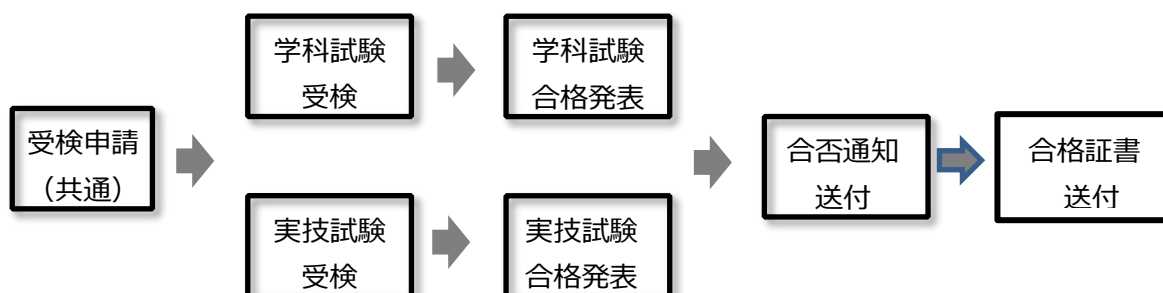 受検申請
（共通）
学科試験
受検
学科試験
合格発表
実技試験
受検
実技試験
合格発表
合否通知
送付
合格証書
送付